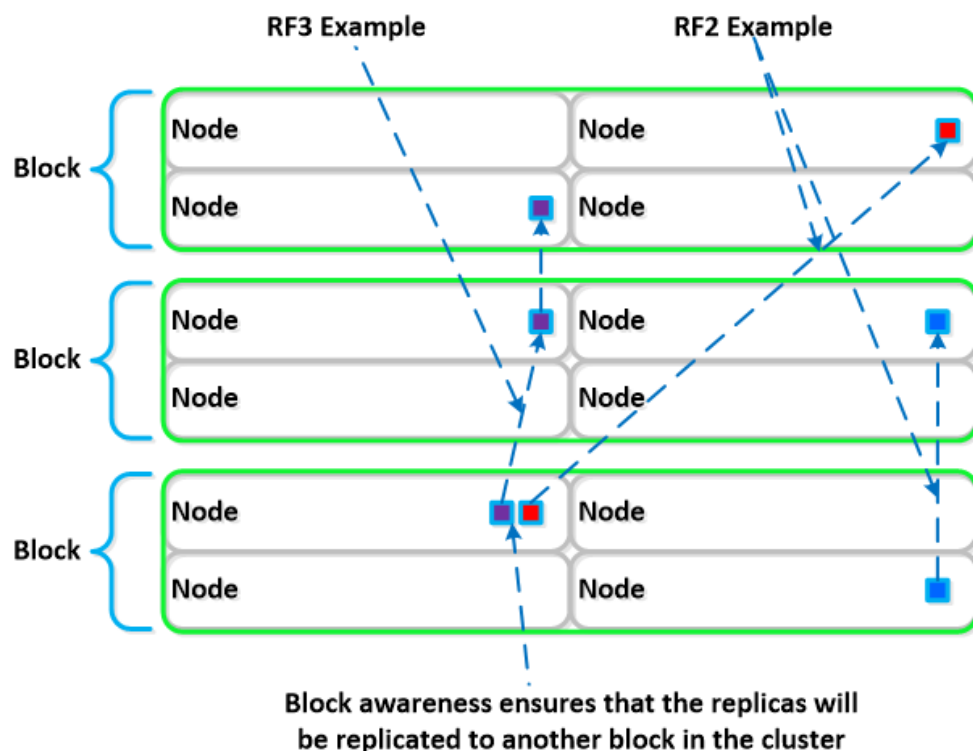 RF3 Example
RF2 Example
Block
Node
Node
Node
Node
Block
Node
Node
Node
Node
Block
Node
Node
Node
Node
Block awareness ensures that the replicas will
be replicated to another block in the cluster